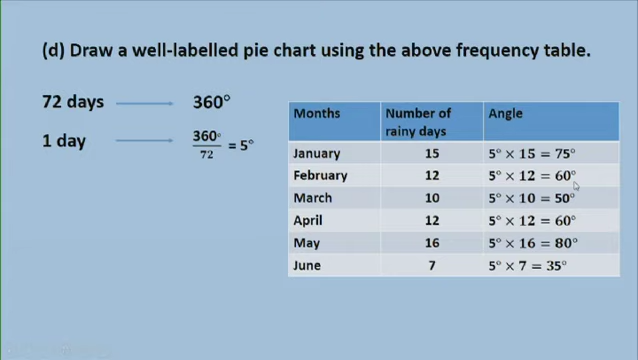 (d) Draw a well-labelled pie chart using the above frequency table.
72 days 360°
1 day 360°/72 = 5°
Months Number of rainy days Angle
January 15 5° × 15 = 75°
February 12 5° × 12 = 60°
March 10 5° × 10 = 50°
April 12 5° × 12 = 60°
May 16 5° × 16 = 80°
June 7 5° × 7 = 35°